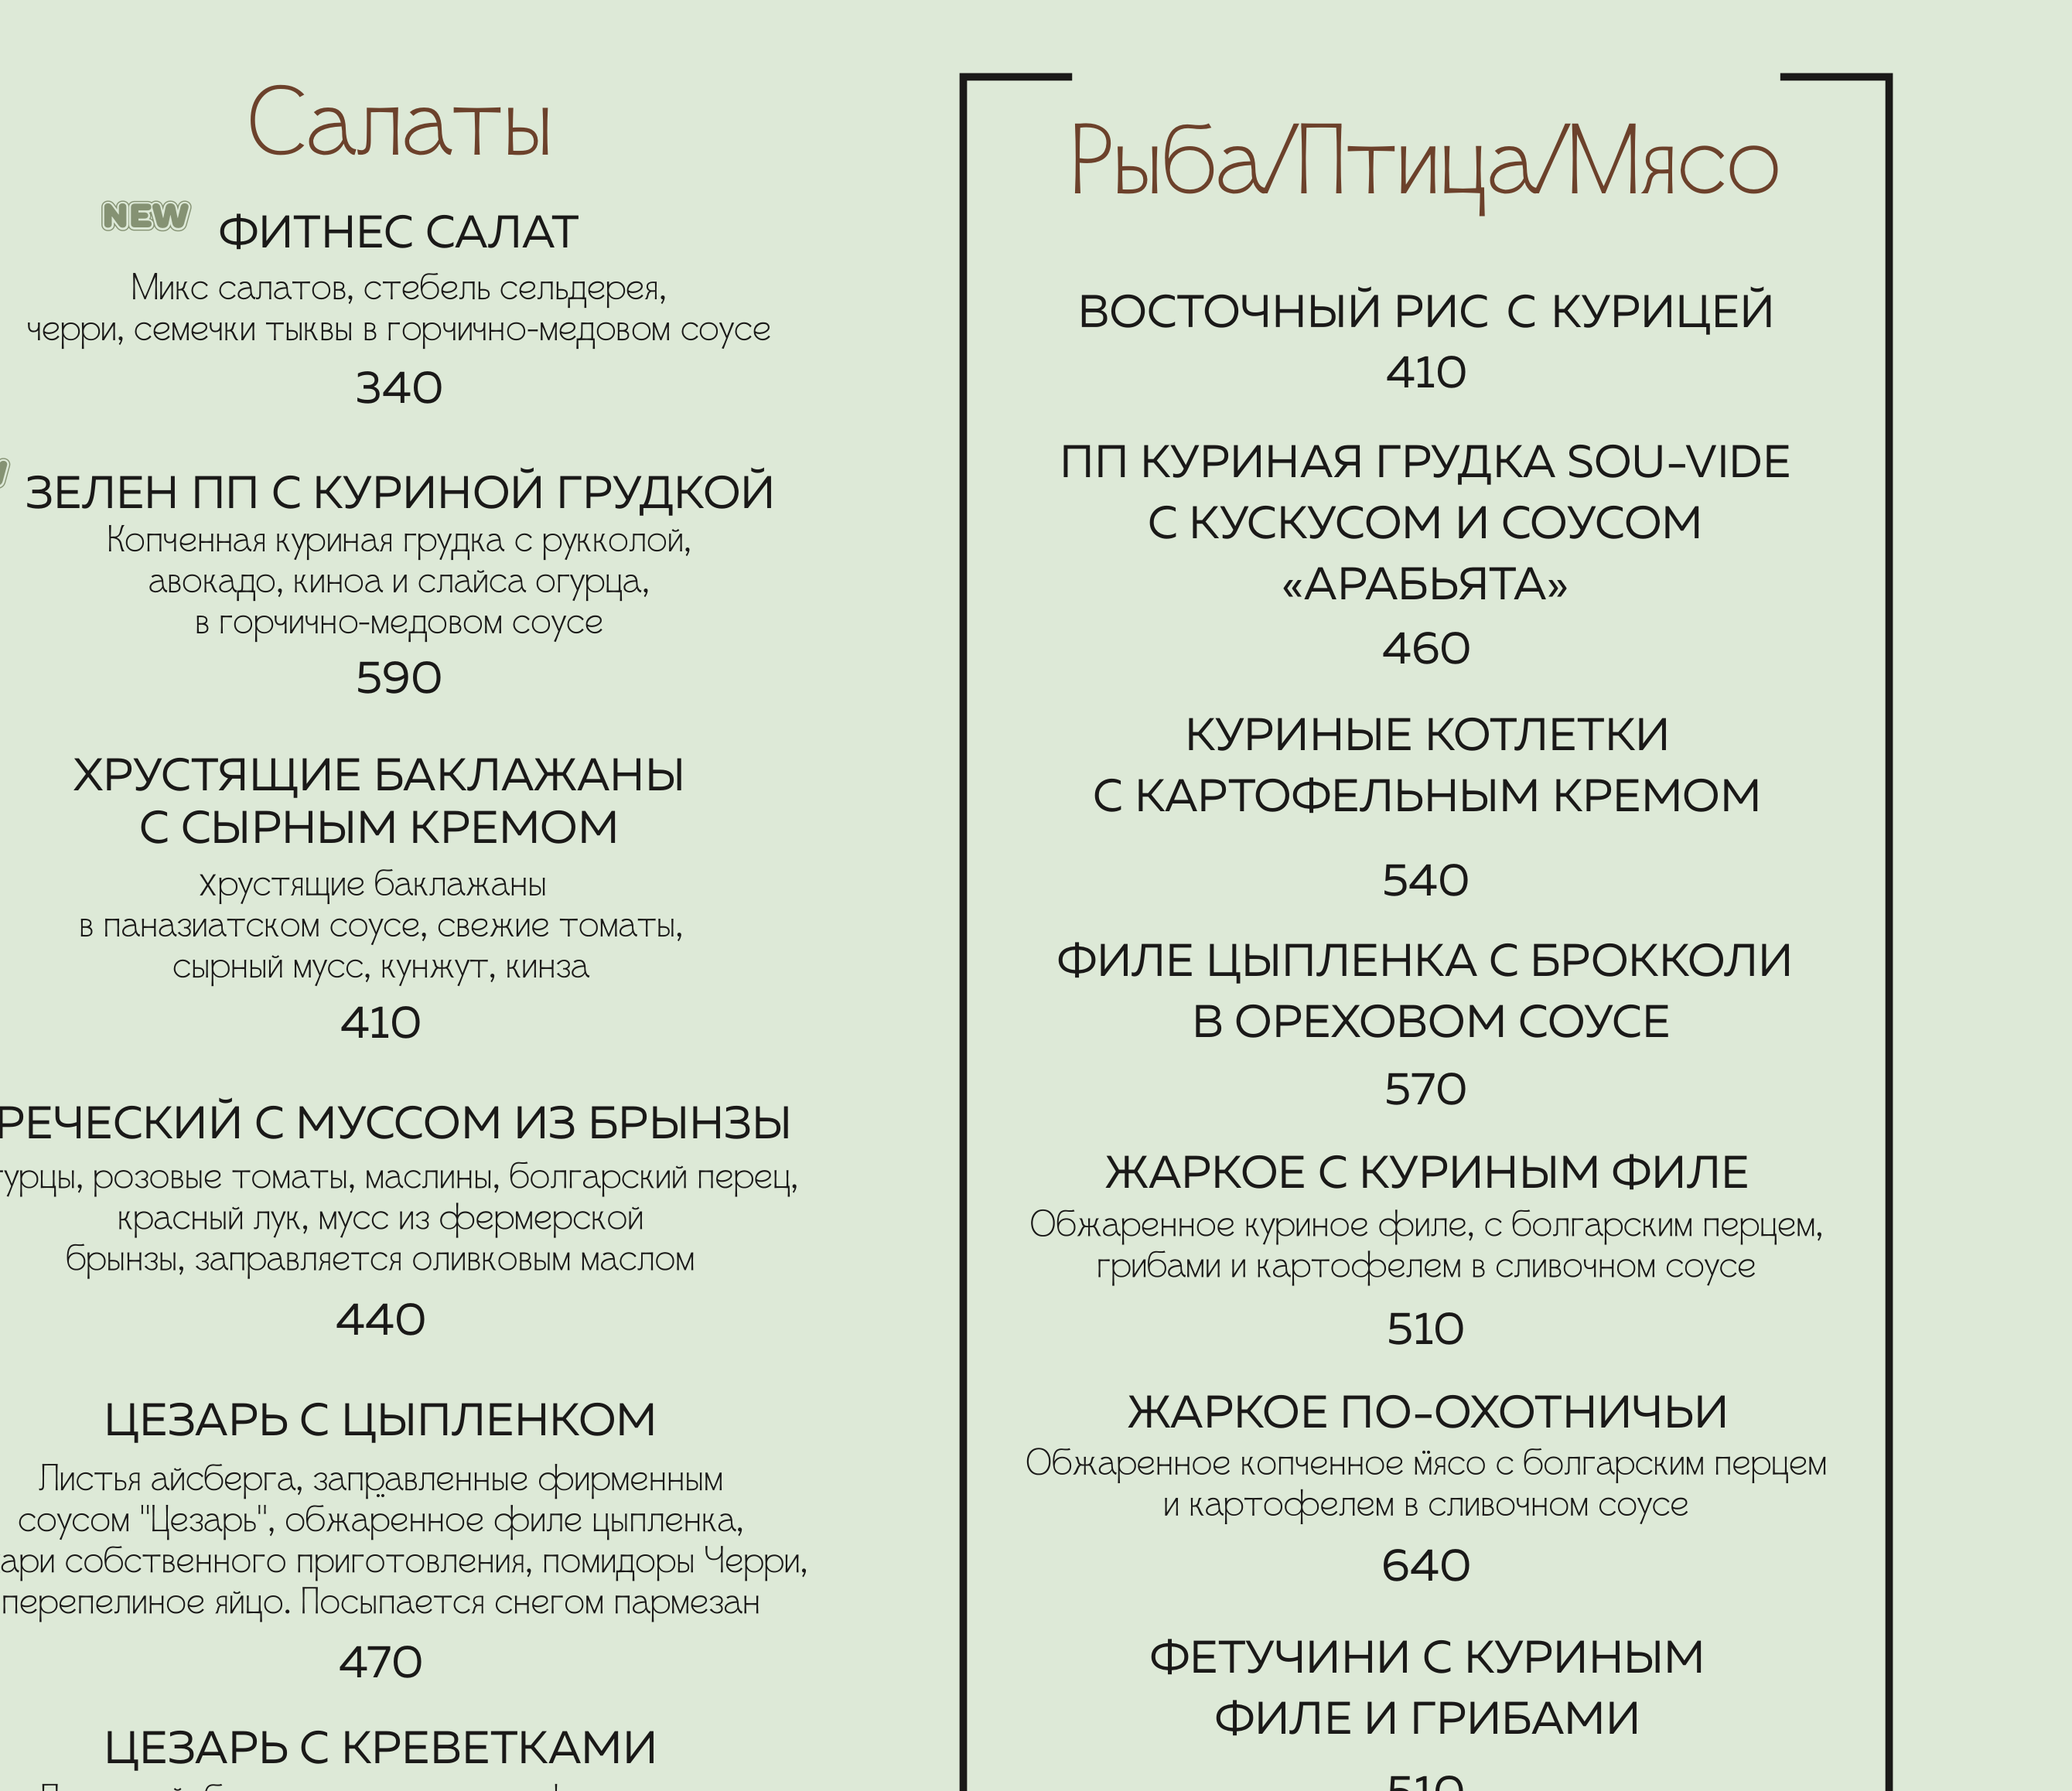 Салаты
NEW
ФИТНЕС САЛАТ
Микс салатов, стебель сельдерея,
черри, семечки тыквы в горчично-медовом соусе
340
ЗЕЛЕН ПП С КУРИНОЙ ГРУДКОЙ
Копченная куриная грудка с рукколой,
авокадо, киноа и слайса огурца,
в горчично-медовом соусе
590
ХРУСТЯЩИЕ БАКЛАЖАНЫ
С СЫРНЫМ КРЕМОМ
Хрустящие баклажаны
в паназиатском соусе, свежие томаты,
сырный мусс, кунжут, кинза
410
РЕЧЕСКИЙ С МУССОМ ИЗ БРЫНЗЫ
гурцы, розовые томаты, маслины, болгарский перец,
красный лук, мусс из фермерской
брынзы, заправляется оливковым маслом
440
ЦЕЗАРЬ С ЦЫПЛЕНКОМ
Листья айсберга, заправленные фирменным
соусом "Цезарь", обжаренное филе цыпленка,
ари собственного приготовления, помидоры Черри,
перепелиное яйцо. Посыпается снегом пармезан
470
ЦЕЗАРЬ С КРЕВЕТКАМИ
Рыба/Птица/Мясо
ВОСТОЧНЫЙ РИС С КУРИЦЕЙ
410
ПП КУРИНАЯ ГРУДКА SOU-VIDE
С КУСКУСОМ И СОУСОМ
«АРАБЬЯТА»
460
КУРИНЫЕ КОТЛЕТКИ
С КАРТОФЕЛЬНЫМ КРЕМОМ
540
ФИЛЕ ЦЫПЛЕНКА С БРОККОЛИ
В ОРЕХОВОМ СОУСЕ
570
ЖАРКОЕ С КУРИНЫМ ФИЛЕ
Обжаренное куриное филе, с болгарским перцем,
грибами и картофелем в сливочном соусе
510
ЖАРКОЕ ПО-ОХОТНИЧЬИ
Обжаренное копченное мясо с болгарским перцем
и картофелем в сливочном соусе
640
ФЕТУЧИНИ С КУРИНЫМ
ФИЛЕ И ГРИБАМИ
510